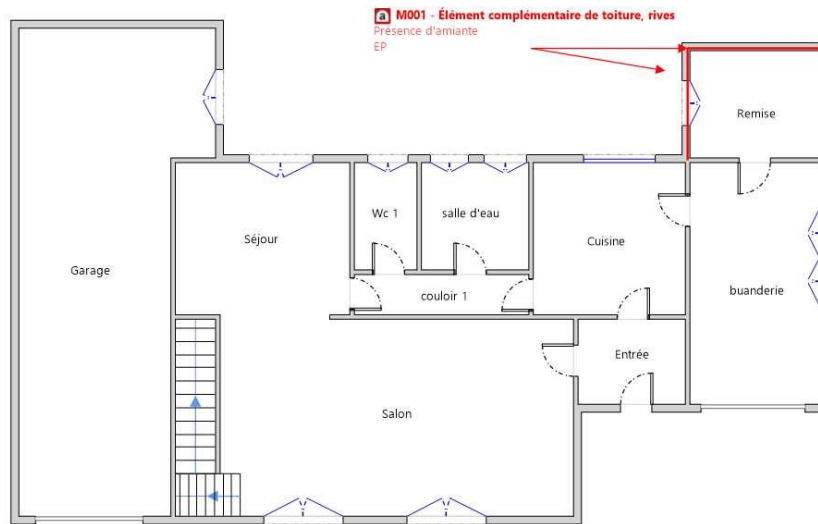 a M001 - Élément complémentaire de toiture, rives
Présence d'amiante
EP
Remise
Wc 1
salle d'eau
Séjour
Cuisine
Garage
couloir 1
buanderie
Entrée
Salon